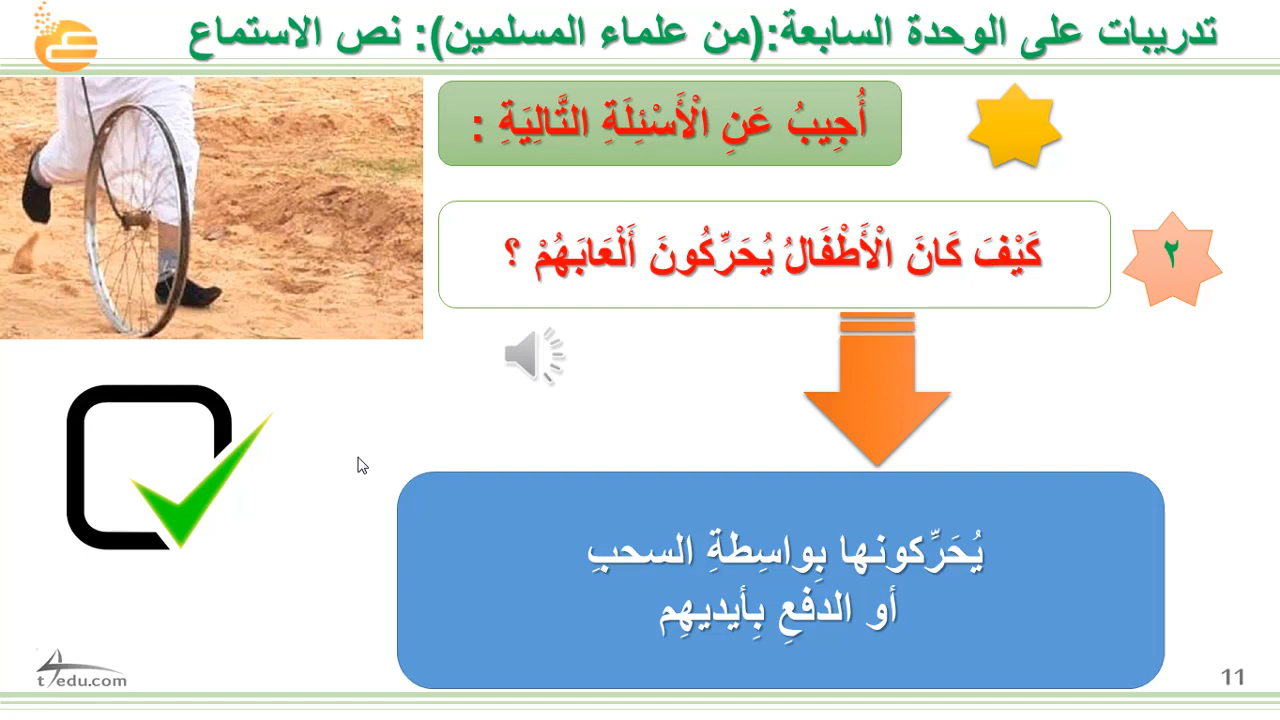 تدريبات على الوحدة السابعة:(من علماء المسلمين): نص الاستماع
أُجِيبُ عَنِ الْأَسْئِلَةِ التَّالِيَةِ :
٢
كَيْفَ كَانَ الْأَطْفَالُ يُحَرِّكُونَ أَلْعَابَهُمْ ؟
يُحَرِّكونها بِواسِطةِ السحبِ
أو الدفعِ بِأيديهِم
t4edu.com
11